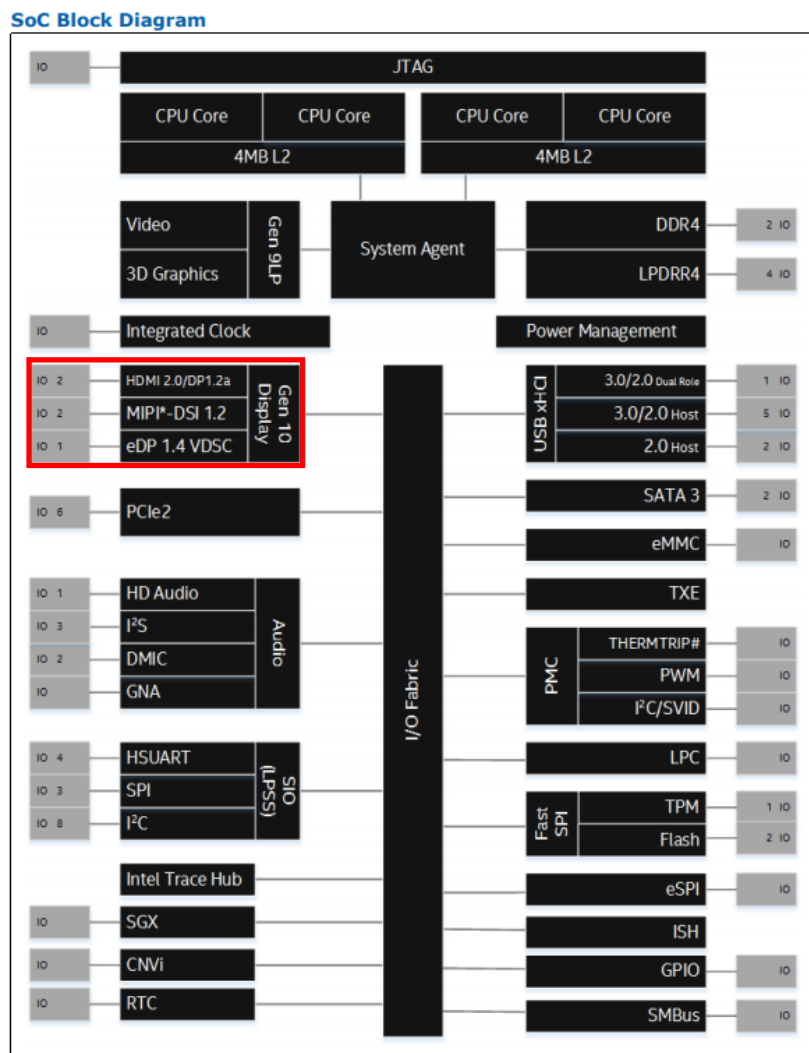 SoC Block Diagram
IO JTAG
CPU Core CPU Core CPU Core CPU Core
4MB L2 4MB L2
Video
3D Graphics
Gen 9LP
System Agent
DDR4 2 IO
LPDRR4 4 IO
IO Integrated Clock
Power Management
IO 2 HDMI 2.0/DP1.2a
IO 2 MIPI*-DSI 1.2
IO 1 eDP 1.4 VDSC
Gen 10
Display
USB xHCI
3.0/2.0 Dual Role 1 IO
3.0/2.0 Host 5 IO
2.0 Host 2 IO
IO 6 PCIe2
SATA 3 2 IO
eMMC IO
TXE
IO 1 HD Audio
IO 3 I²S
IO 2 DMIC
IO GNA
Audio
I/O Fabric
PMC
THERMTRIP# IO
PWM IO
I²C/SVID IO
IO 4 HSUART
IO 3 SPI
IO 8 I²C
SIO
(LPSS)
LPC IO
Fast
SPI
TPM 1 IO
Flash 2 IO
Intel Trace Hub
eSPI IO
IO SGX
ISH
IO CNVi
GPIO IO
IO RTC
SMBus IO